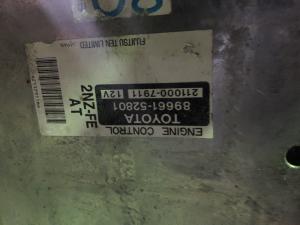 ENGINE CONTROL
TOYOTA
89661-52801
211000-7911 12V
2NZ-FE
AT
FUJITSU TEN LIMITED